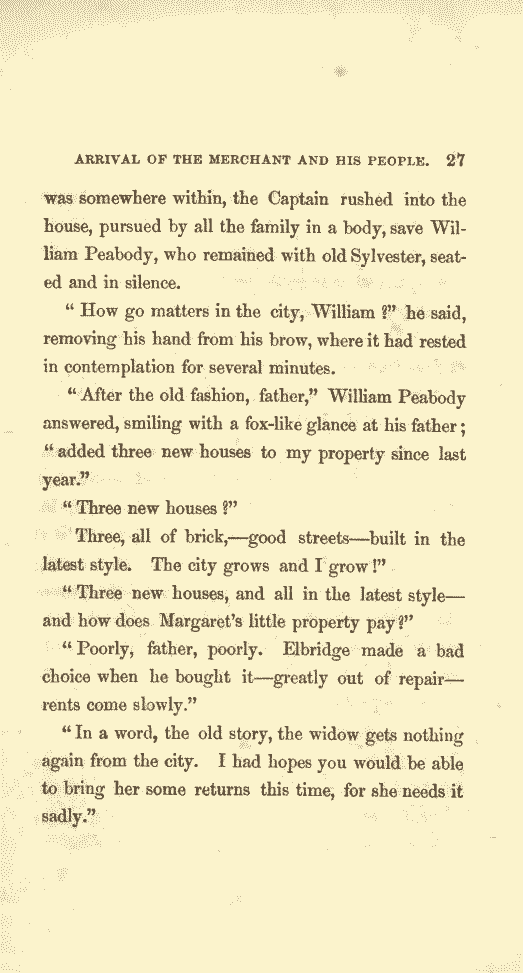 ARRIVAL OF THE MERCHANT AND HIS PEOPLE. 27
was somewhere within, the Captain rushed into the
house, pursued by all the family in a body, save Wil-
liam Peabody, who remained with old Sylvester, seat-
ed and in silence.
“ How go matters in the city, William ?” he said,
removing his hand from his brow, where it had rested
in contemplation for several minutes.
“ After the old fashion, father,” William Peabody
answered, smiling with a fox-like glance at his father ;
“ added three new houses to my property since last
year.”
“ Three new houses ?”
Three, all of brick,—good streets—built in the
latest style. The city grows and I grow !”
“ Three new houses, and all in the latest style—
and how does Margaret's little property pay ?”
“ Poorly, father, poorly. Elbridge made a bad
choice when he bought it—greatly out of repair—
rents come slowly.”
“ In a word, the old story, the widow gets nothing
again from the city. I had hopes you would be able
to bring her some returns this time, for she needs it
sadly.”